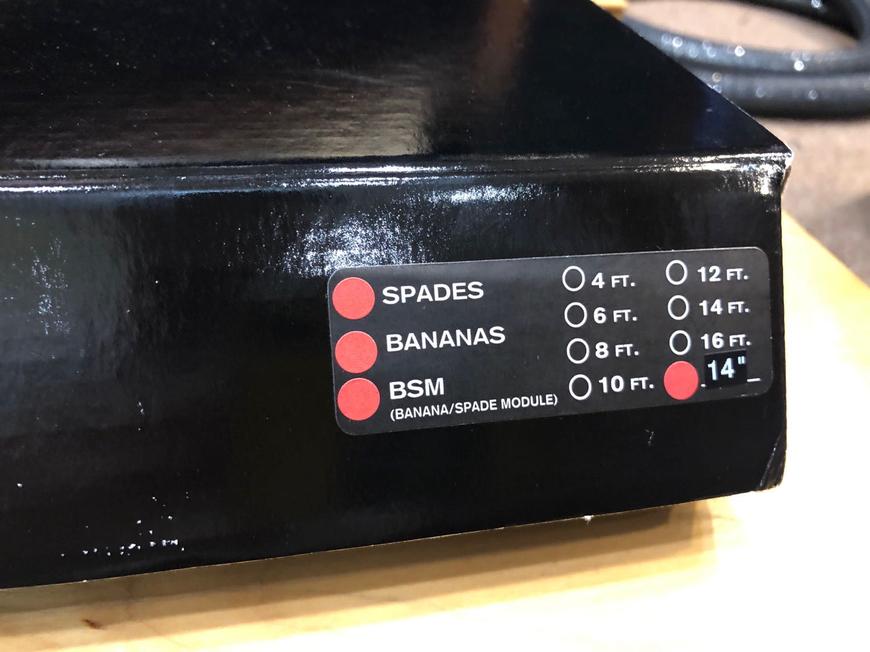 SPADES
BANANAS
BSM
(BANANA/SPADE MODULE)
4 FT.
6 FT.
8 FT.
10 FT.
12 FT.
14 FT.
16 FT.
14"